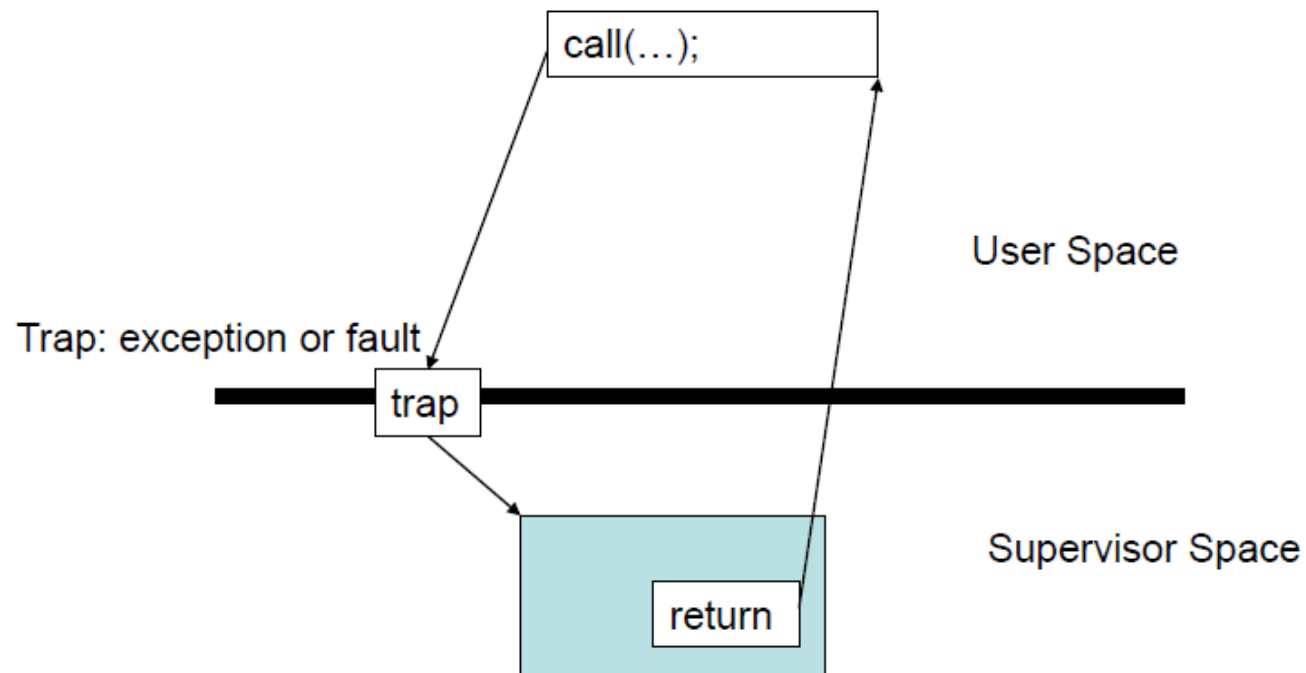 call(…);
User Space
Trap: exception or fault
trap
Supervisor Space
return